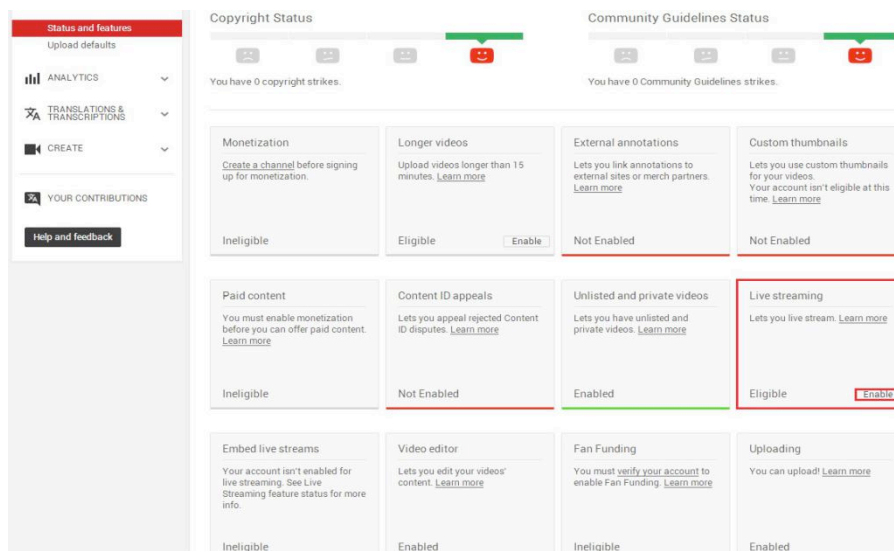 Status and features
Upload defaults
ANALYTICS
TRANSLATIONS &
TRANSCRIPTIONS
CREATE
YOUR CONTRIBUTIONS
Help and feedback
Copyright Status
You have 0 copyright strikes.
Community Guidelines Status
You have 0 Community Guidelines strikes.
Monetization
Create a channel before signing
up for monetization.
Ineligible
Longer videos
Upload videos longer than 15
minutes. Learn more
Eligible
Enable
External annotations
Lets you link annotations to
external sites or merch partners.
Learn more
Not Enabled
Custom thumbnails
Lets you use custom thumbnails
for your videos.
Your account isn't eligible at this
time. Learn more
Not Enabled
Paid content
You must enable monetization
before you can offer paid content.
Learn more
Ineligible
Content ID appeals
Lets you appeal rejected Content
ID disputes. Learn more
Not Enabled
Unlisted and private videos
Lets you have unlisted and
private videos. Learn more
Enabled
Live streaming
Lets you live stream. Learn more
Eligible
Enable
Embed live streams
Your account isn't enabled for
live streaming. See Live
Streaming feature status for more
info.
Ineligible
Video editor
Lets you edit your videos'
content. Learn more
Enabled
Fan Funding
You must verify your account to
enable Fan Funding. Learn more
Ineligible
Uploading
You can upload! Learn more
Enabled